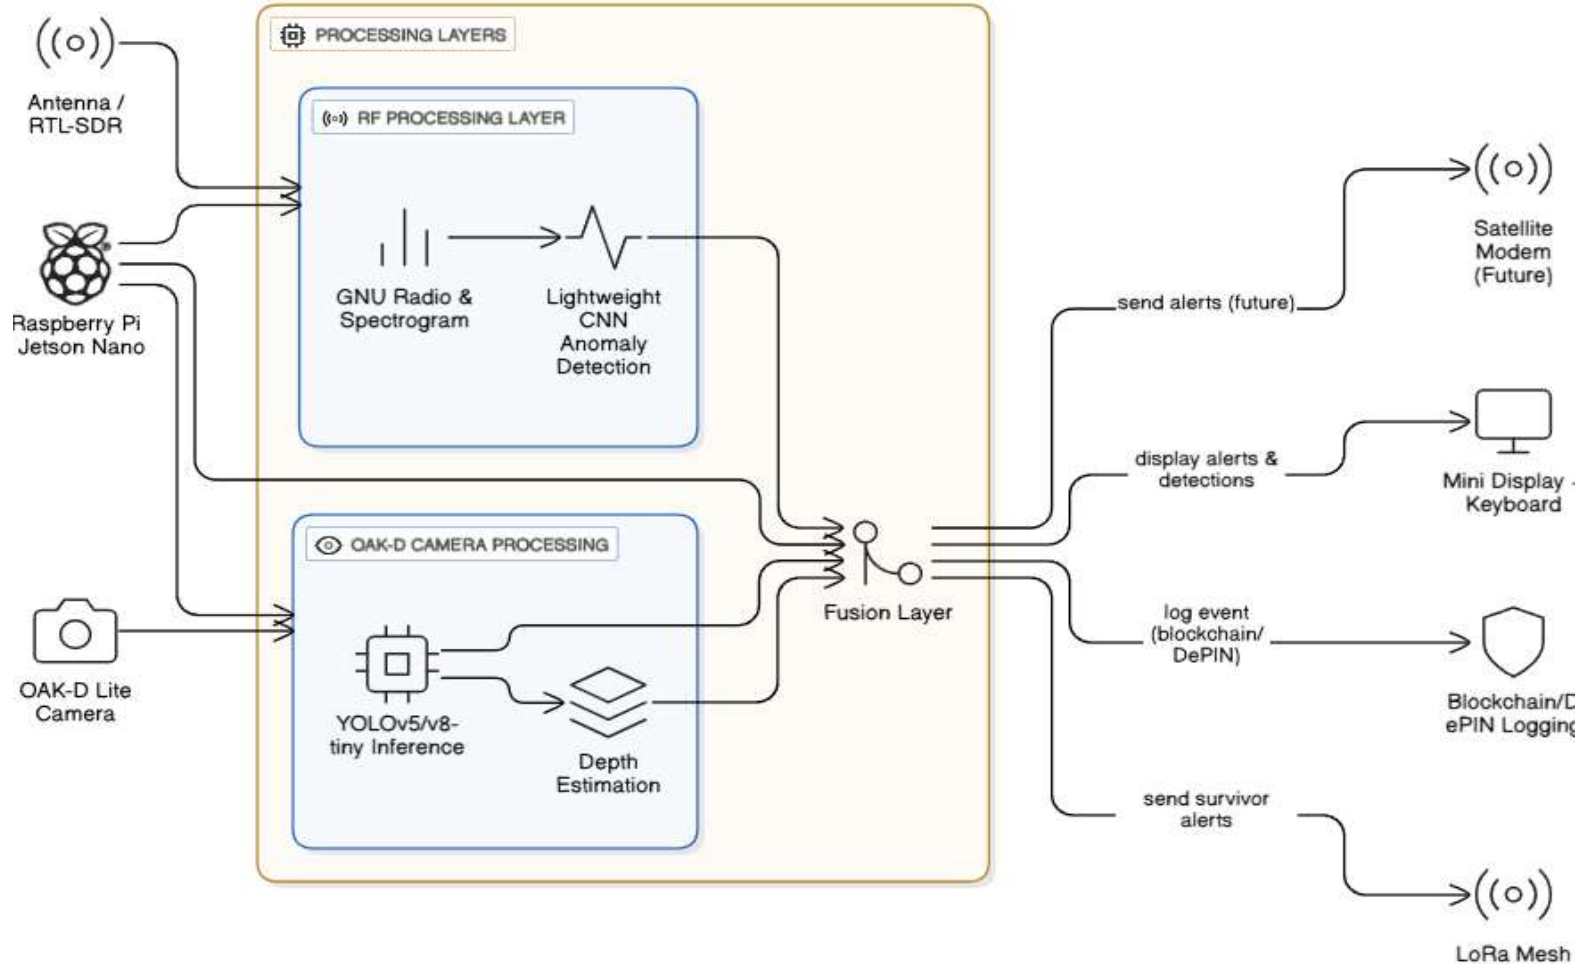 PROCESSING LAYERS
Antenna /
RTL-SDR
RF PROCESSING LAYER
GNU Radio &
Spectrogram
Lightweight
CNN
Anomaly
Detection
Raspberry Pi
Jetson Nano
OAK-D CAMERA PROCESSING
OAK-D Lite
Camera
YOLOv5/v8-
tiny Inference
Depth
Estimation
Fusion Layer
send alerts (future)
Satellite
Modem
(Future)
display alerts &
detections
Mini Display
Keyboard
log event
(blockchain/
DePIN)
Blockchain/D
ePIN Logging
send survivor
alerts
LoRa Mesh